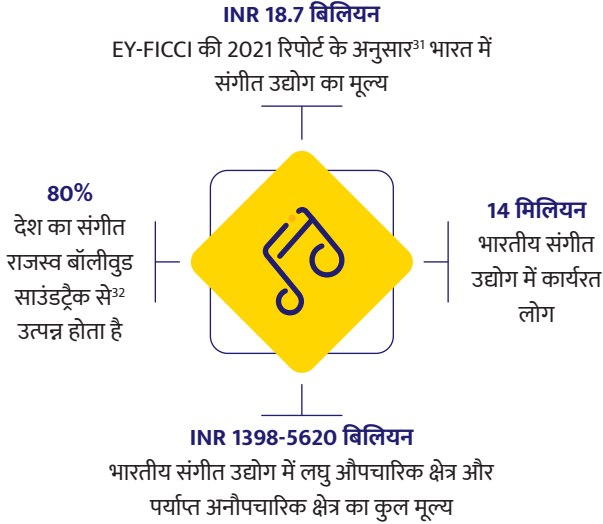 INR 18.7 बिलियन
EY-FICCI की 2021 रिपोर्ट के अनुसार³¹ भारत में
संगीत उद्योग का मूल्य
80%
देश का संगीत
राजस्व बॉलीवुड
साउंडट्रैक से³²
उत्पन्न होता है
14 मिलियन
भारतीय संगीत
उद्योग में कार्यरत
लोग
INR 1398-5620 बिलियन
भारतीय संगीत उद्योग में लघु औपचारिक क्षेत्र और
पर्याप्त अनौपचारिक क्षेत्र का कुल मूल्य